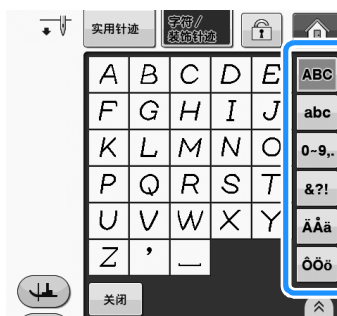 实用针迹
字符/
装饰针迹
A B C D E
ABC
F G H I J
abc
K L M N O
0~9,.
P Q R S T
&?!
U V W X Y
ÄÅä
Z ' _
ÔÖö
关闭